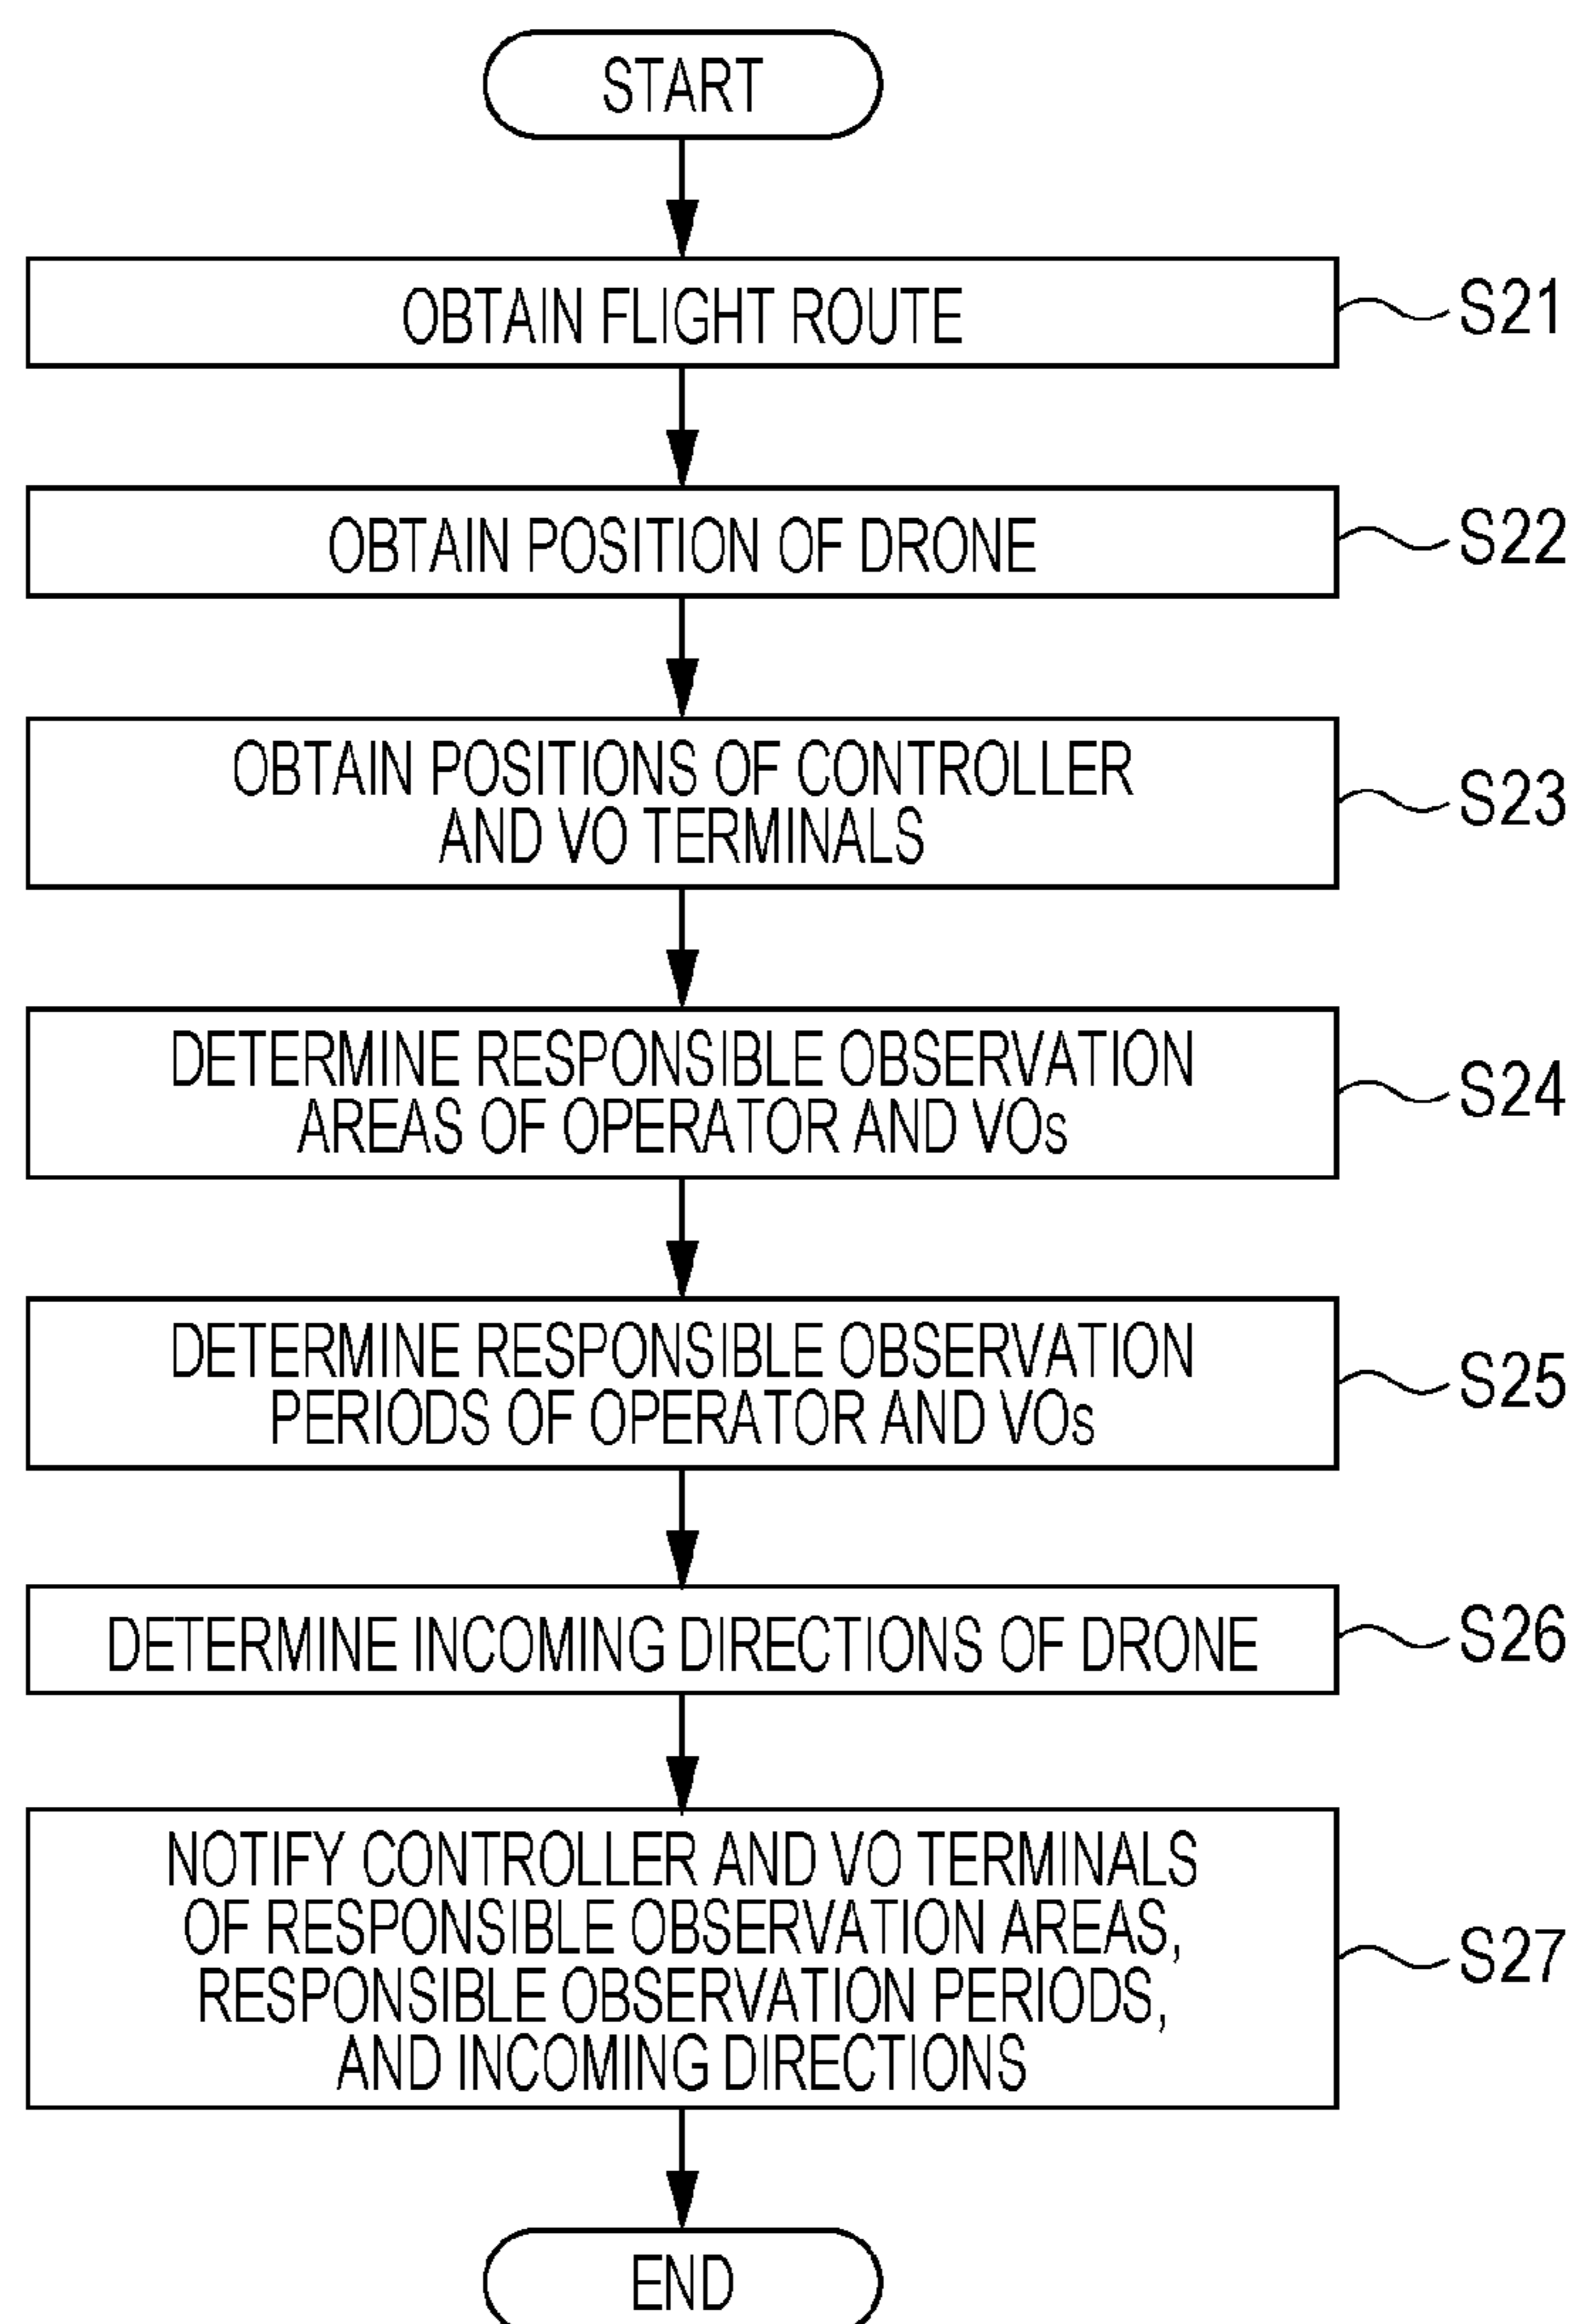 START
OBTAIN FLIGHT ROUTE
S21
OBTAIN POSITION OF DRONE
S22
OBTAIN POSITIONS OF CONTROLLER
AND VO TERMINALS
S23
DETERMINE RESPONSIBLE OBSERVATION
AREAS OF OPERATOR AND VOs
S24
DETERMINE RESPONSIBLE OBSERVATION
PERIODS OF OPERATOR AND VOs
S25
DETERMINE INCOMING DIRECTIONS OF DRONE
S26
NOTIFY CONTROLLER AND VO TERMINALS
OF RESPONSIBLE OBSERVATION AREAS,
RESPONSIBLE OBSERVATION PERIODS,
AND INCOMING DIRECTIONS
S27
END